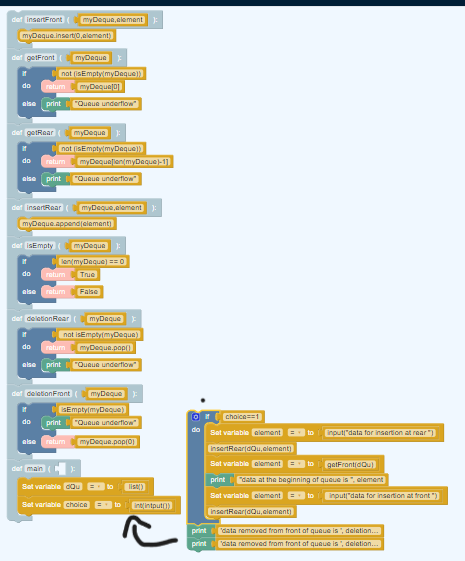 def insertFront ( myDeque,element ):
myDeque.insert(0,element)
def getFront ( myDeque ):
if not (isEmpty(myDeque))
do return myDeque[0]
else print "Queue underflow"
def getRear ( myDeque ):
if not (isEmpty(myDeque))
do return myDeque[len(myDeque)-1]
else print "Queue underflow"
def insertRear ( myDeque,element ):
myDeque.append(element)
def isEmpty ( myDeque ):
if len(myDeque) == 0
do return True
else return False
def deletionRear ( myDeque ):
if not isEmpty(myDeque)
do return myDeque.pop()
else print "Queue underflow"
def deletionFront ( myDeque ):
if isEmpty(myDeque)
do print "Queue underflow"
else return myDeque.pop(0)
def main ( ):
Set variable dQu = to list()
Set variable choice = to int(intput())
if choice==1
do Set variable element = to input("data for insertion at rear ")
insertRear(dQu,element)
Set variable element = to getFront(dQu)
print "data at the beginning of queue is ", element
Set variable element = to input("data for insertion at front ")
insertRear(dQu,element)
print "data removed from front of queue is ", deletion...
print "data removed from front of queue is ", deletion...